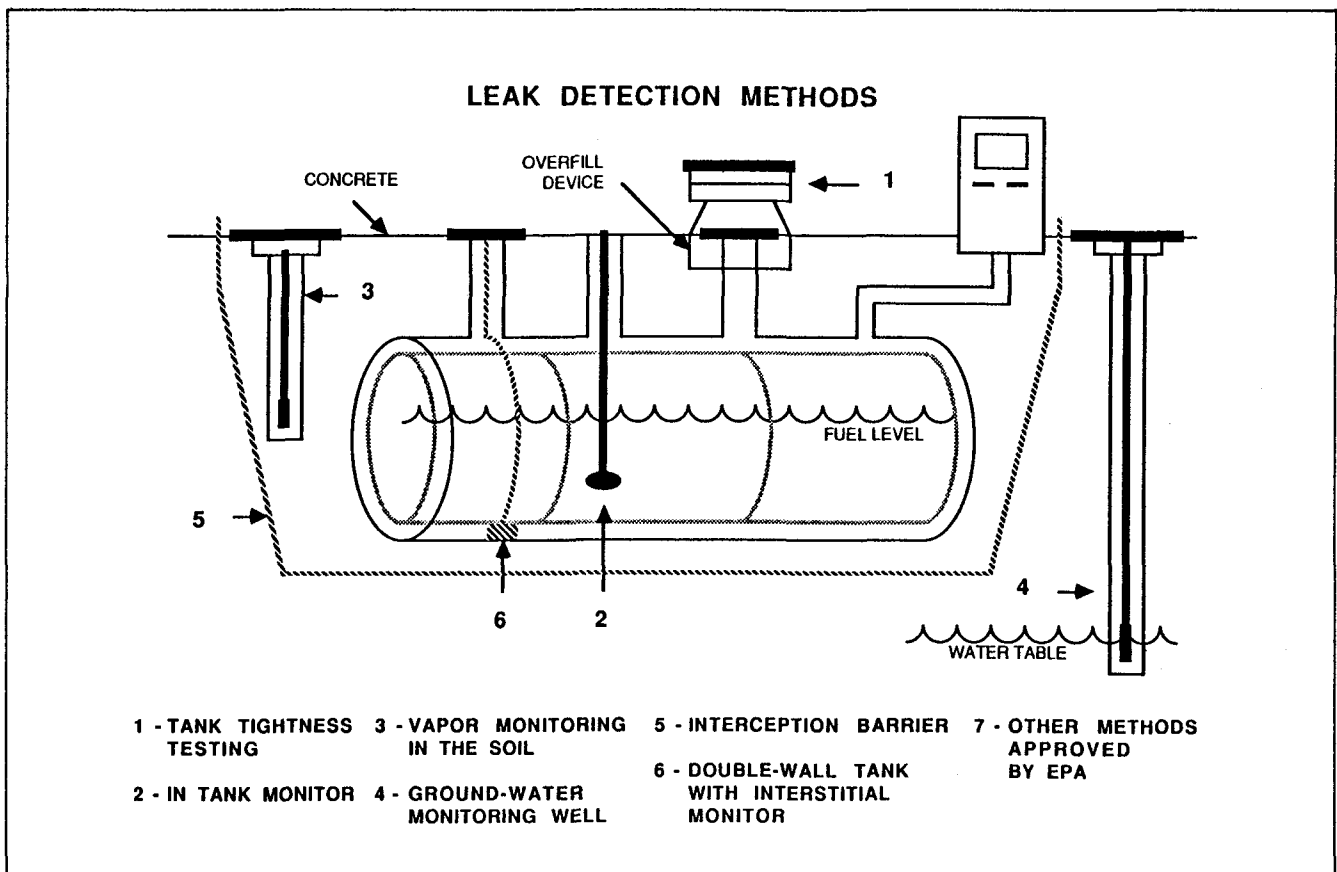 LEAK DETECTION METHODS
OVERFILL
DEVICE
CONCRETE
1
3
FUEL LEVEL
5
4
6
2
WATER TABLE
1 - TANK TIGHTNESS
TESTING
2 - IN TANK MONITOR
3 - VAPOR MONITORING
IN THE SOIL
4 - GROUND-WATER
MONITORING WELL
5 - INTERCEPTION BARRIER
6 - DOUBLE-WALL TANK
WITH INTERSTITIAL
MONITOR
7 - OTHER METHODS
APPROVED
BY EPA